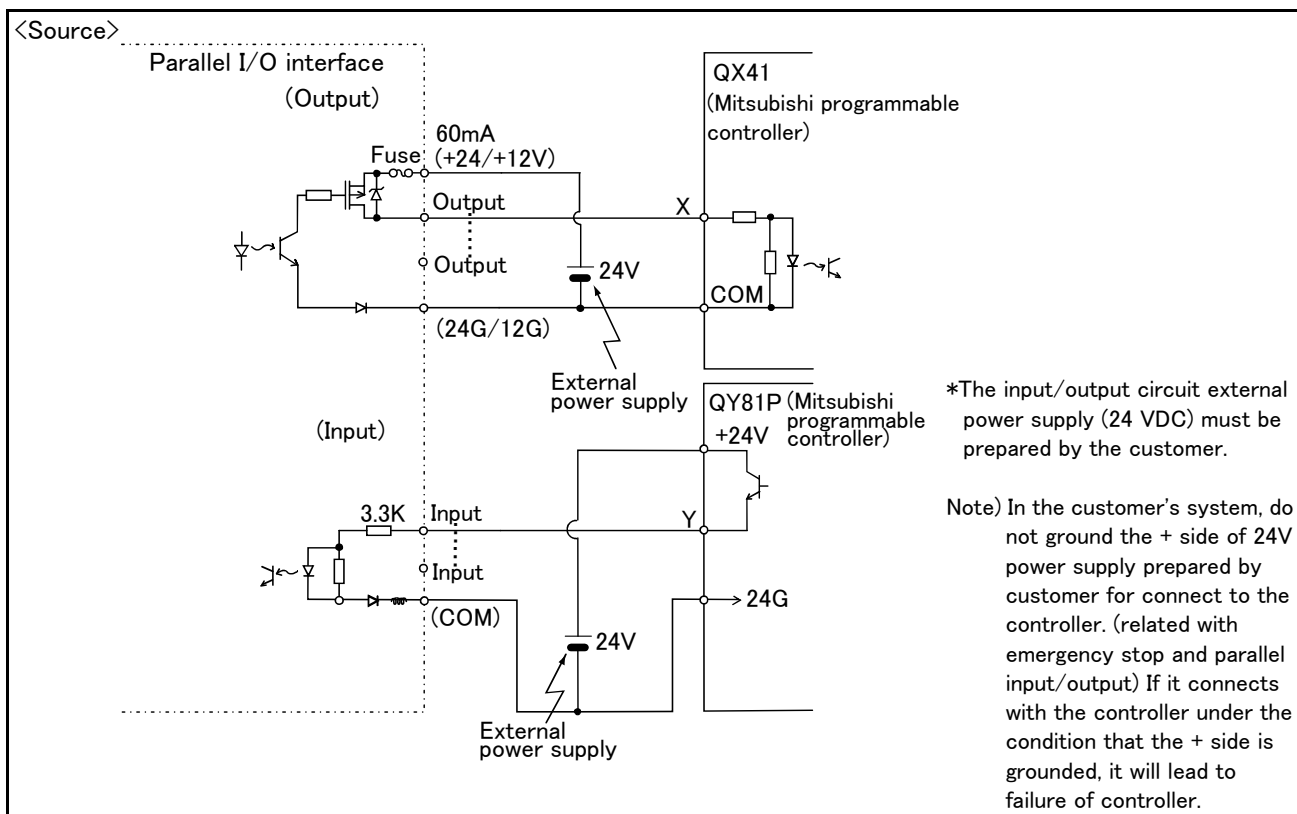 <Source>
Parallel I/O interface
(Output)
QX41
(Mitsubishi programmable
controller)
60mA
Fuse (+24/+12V)
Output
X
Output
24V
COM
(24G/12G)
External
power supply
QY81P (Mitsubishi
programmable
controller)
+24V
(Input)
3.3K
Input
Y
Input
(COM)
24G
24V
External
power supply
*The input/output circuit external
power supply (24 VDC) must be
prepared by the customer.
Note) In the customer's system, do
not ground the + side of 24V
power supply prepared by
customer for connect to the
controller. (related with
emergency stop and parallel
input/output) If it connects
with the controller under the
condition that the + side is
grounded, it will lead to
failure of controller.